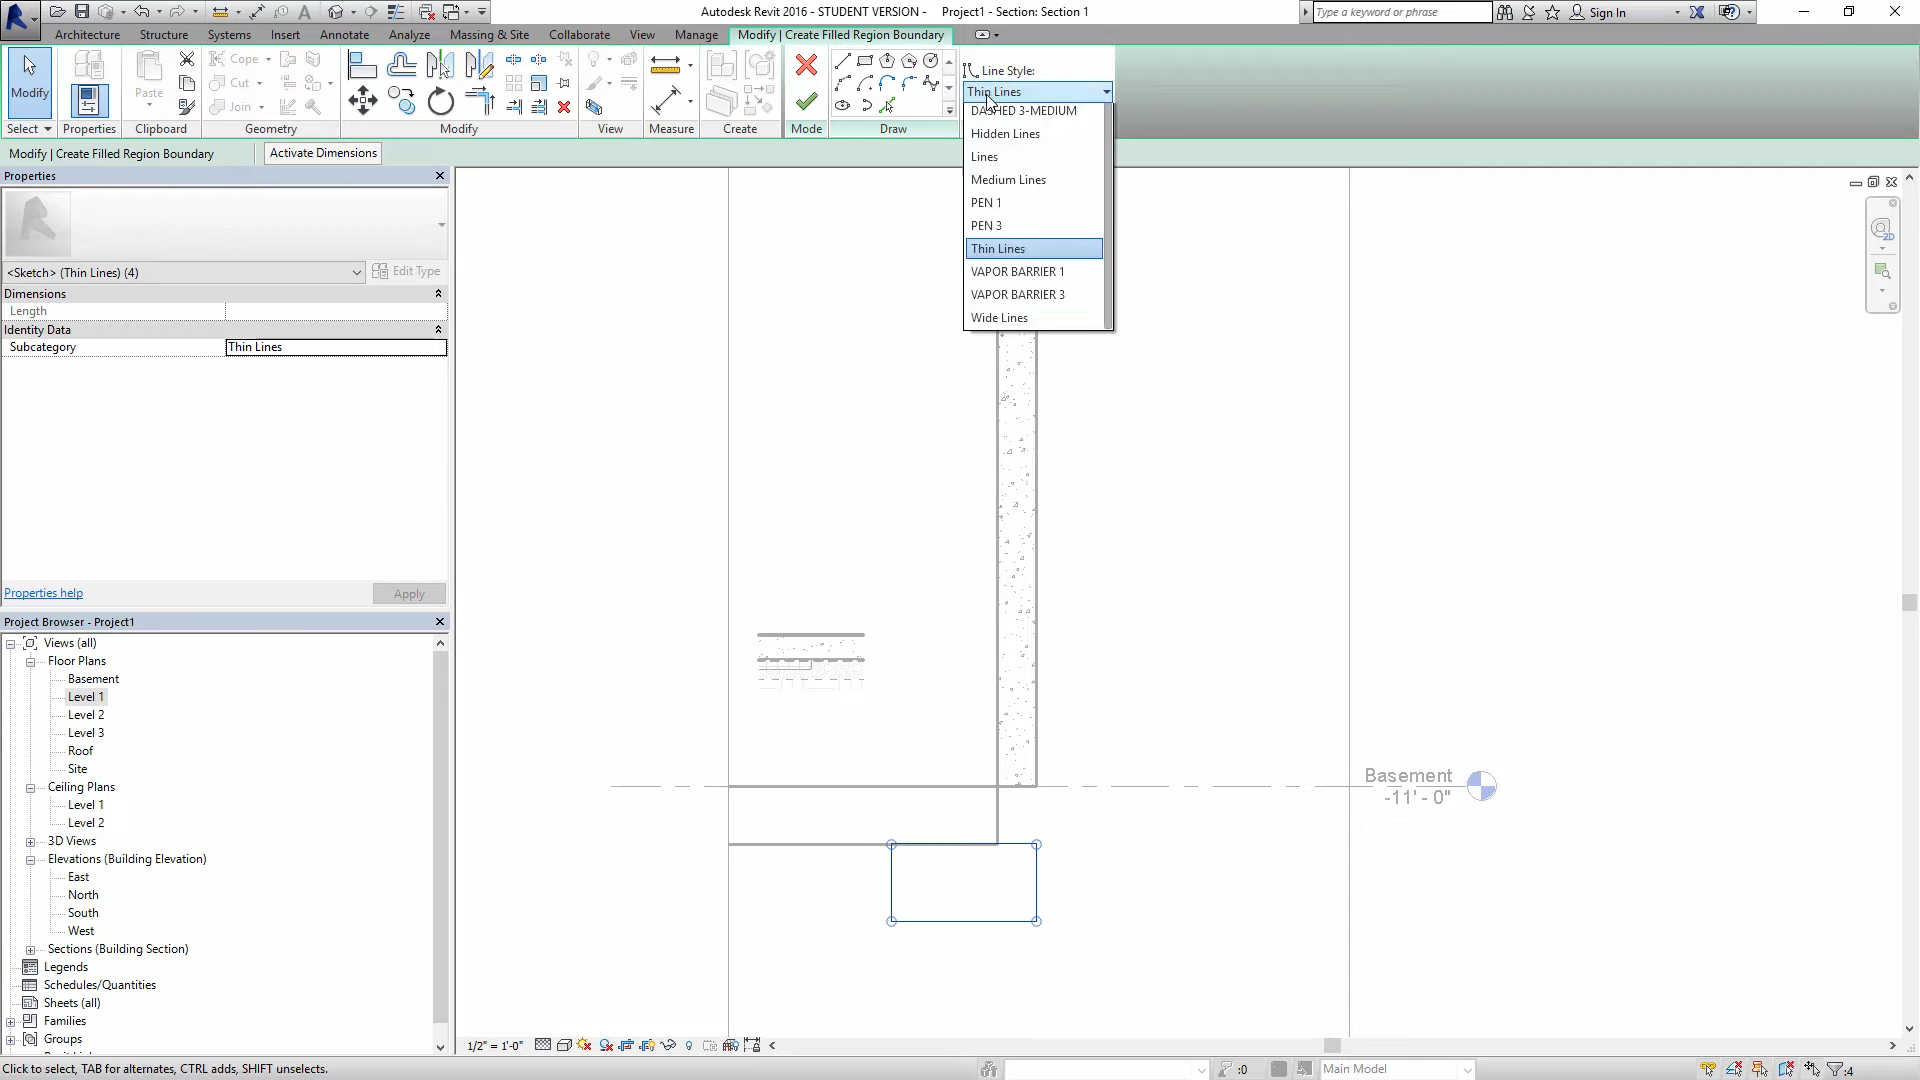 Autodesk Revit 2016 - STUDENT VERSION - Project1 - Section: Section 1
Type a keyword or phrase
Sign In
Architecture Structure Systems Insert Annotate Analyze Massing & Site Collaborate View Manage Modify | Create Filled Region Boundary
Modify
Paste
Cope
Cut
Join
Line Style:
Thin Lines
Select Properties Clipboard Geometry Modify View Measure Create Mode Draw
Modify | Create Filled Region Boundary
Activate Dimensions
DASHED 3-MEDIUM
Hidden Lines
Lines
Medium Lines
PEN 1
PEN 3
Thin Lines
VAPOR BARRIER 1
VAPOR BARRIER 3
Wide Lines
Properties
<Sketch> (Thin Lines) (4)
Edit Type
Dimensions
Length
Identity Data
Subcategory Thin Lines
Properties help
Apply
Project Browser - Project1
Views (all)
Floor Plans
Basement
Level 1
Level 2
Level 3
Roof
Site
Ceiling Plans
Level 1
Level 2
3D Views
Elevations (Building Elevation)
East
North
South
West
Sections (Building Section)
Legends
Schedules/Quantities
Sheets (all)
Families
Groups
Basement
-11' - 0"
1/2" = 1'-0"
Click to select, TAB for alternates, CTRL adds, SHIFT unselects.
:0
Main Model
:4